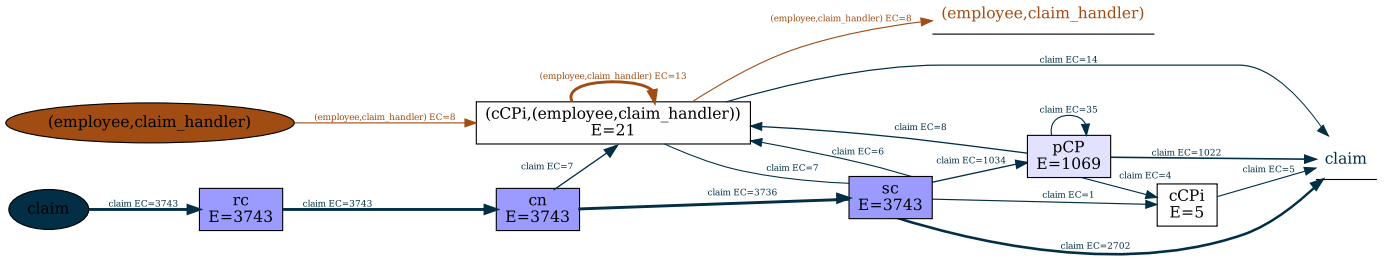 (employee,claim_handler) EC=8
(employee,claim_handler)
claim EC=14
(employee,claim_handler) EC=13
(employee,claim_handler)
(employee,claim_handler) EC=8
(cCPi,(employee,claim_handler))
E=21
claim EC=35
claim EC=8
pCP
E=1069
claim EC=1022
claim
claim EC=7
claim EC=6
claim EC=7
claim EC=1034
claim EC=4
claim EC=5
claim
claim EC=3743
rc
E=3743
claim EC=3743
cn
E=3743
claim EC=3736
sc
E=3743
claim EC=1
cCPi
E=5
claim EC=2702